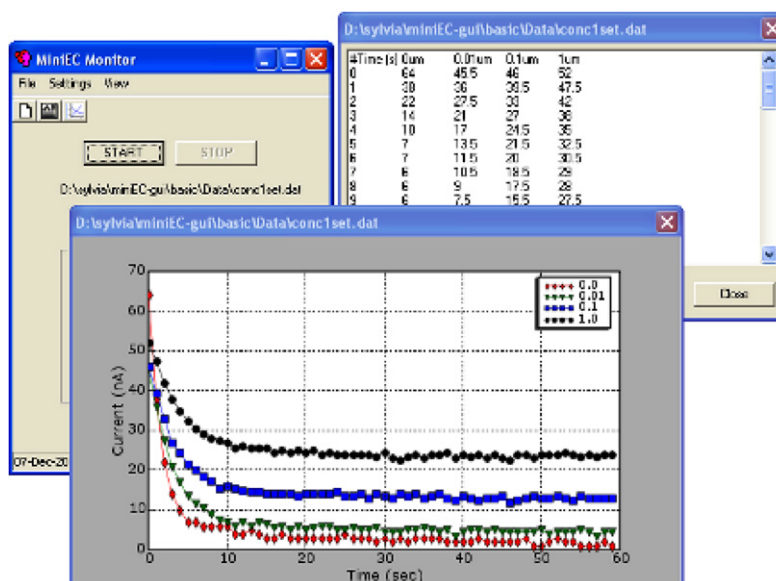 D:\sylvia\miniEC-gui\basic\Data\conc1set.dat
#Time [s] 0um 0.01um 0.1um 1um
0 64 45.5 46 52
1 38 36 39.5 47.5
2 22 27.5 33 42
3 14 21 27 38
4 10 17 24.5 35
5 7 13.5 21.5 32.5
6 7 11.5 20 30.5
7 6 10.5 18.5 29
8 6 9 17.5 28
9 6 7.5 15.5 27.5
Close
MiniEC Monitor
File Settings View
START STOP
D:\sylvia\miniEC-gui\basic\Data\conc1set.dat
07-Dec-20
D:\sylvia\miniEC-gui\basic\Data\conc1set.dat
70
60
50
40
30
20
10
0
Current (nA)
0.0
0.01
0.1
1.0
0 10 20 30 40 50 60
Time (sec)